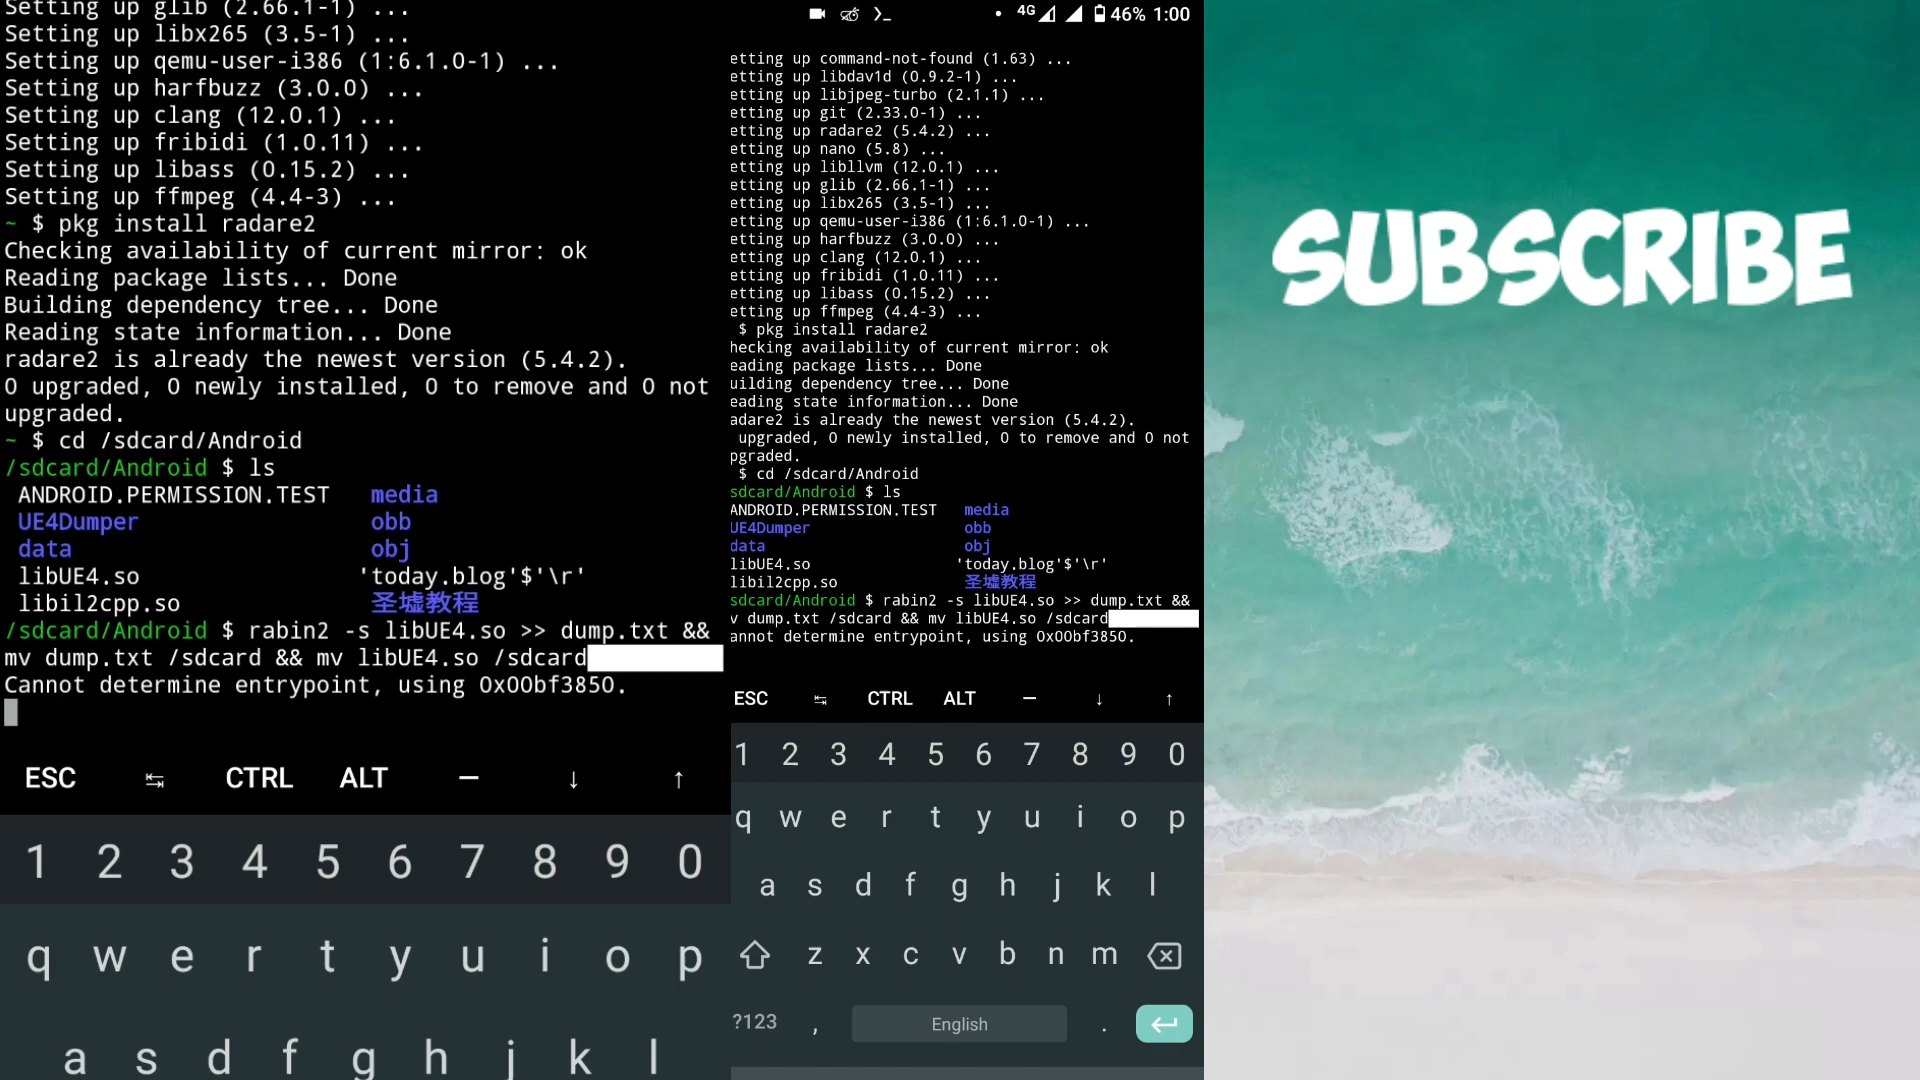 Setting up glib (2.66.1-1) ...
Setting up libx265 (3.5-1) ...
Setting up qemu-user-i386 (1:6.1.0-1) ...
Setting up harfbuzz (3.0.0) ...
Setting up clang (12.0.1) ...
Setting up fribidi (1.0.11) ...
Setting up libass (0.15.2) ...
Setting up ffmpeg (4.4-3) ...
~ $ pkg install radare2
Checking availability of current mirror: ok
Reading package lists... Done
Building dependency tree... Done
Reading state information... Done
radare2 is already the newest version (5.4.2).
0 upgraded, 0 newly installed, 0 to remove and 0 not
upgraded.
~ $ cd /sdcard/Android
/sdcard/Android $ ls
ANDROID.PERMISSION.TEST media
UE4Dumper obb
data obj
libUE4.so 'today.blog'$'\r'
libil2cpp.so 圣墟教程
/sdcard/Android $ rabin2 -s libUE4.so >> dump.txt &&
mv dump.txt /sdcard && mv libUE4.so /sdcard
Cannot determine entrypoint, using 0x00bf3850.
ESC ↹ CTRL ALT — ↓ ↑
1 2 3 4 5 6 7 8 9 0
q w e r t y u i o p
a s d f g h j k l
4G 46% 1:00
etting up command-not-found (1.63) ...
etting up libdav1d (0.9.2-1) ...
etting up libjpeg-turbo (2.1.1) ...
etting up git (2.33.0-1) ...
etting up radare2 (5.4.2) ...
etting up nano (5.8) ...
etting up libllvm (12.0.1) ...
etting up glib (2.66.1-1) ...
etting up libx265 (3.5-1) ...
etting up qemu-user-i386 (1:6.1.0-1) ...
etting up harfbuzz (3.0.0) ...
etting up clang (12.0.1) ...
etting up fribidi (1.0.11) ...
etting up libass (0.15.2) ...
etting up ffmpeg (4.4-3) ...
$ pkg install radare2
hecking availability of current mirror: ok
eading package lists... Done
uilding dependency tree... Done
eading state information... Done
adare2 is already the newest version (5.4.2).
upgraded, 0 newly installed, 0 to remove and 0 not
pgraded.
$ cd /sdcard/Android
sdcard/Android $ ls
ANDROID.PERMISSION.TEST media
UE4Dumper obb
data obj
libUE4.so 'today.blog'$'\r'
libil2cpp.so 圣墟教程
sdcard/Android $ rabin2 -s libUE4.so >> dump.txt &&
v dump.txt /sdcard && mv libUE4.so /sdcard
annot determine entrypoint, using 0x00bf3850.
ESC ↹ CTRL ALT — ↓ ↑
1 2 3 4 5 6 7 8 9 0
q w e r t y u i o p
a s d f g h j k l
z x c v b n m
?123 , English .
SUBSCRIBE